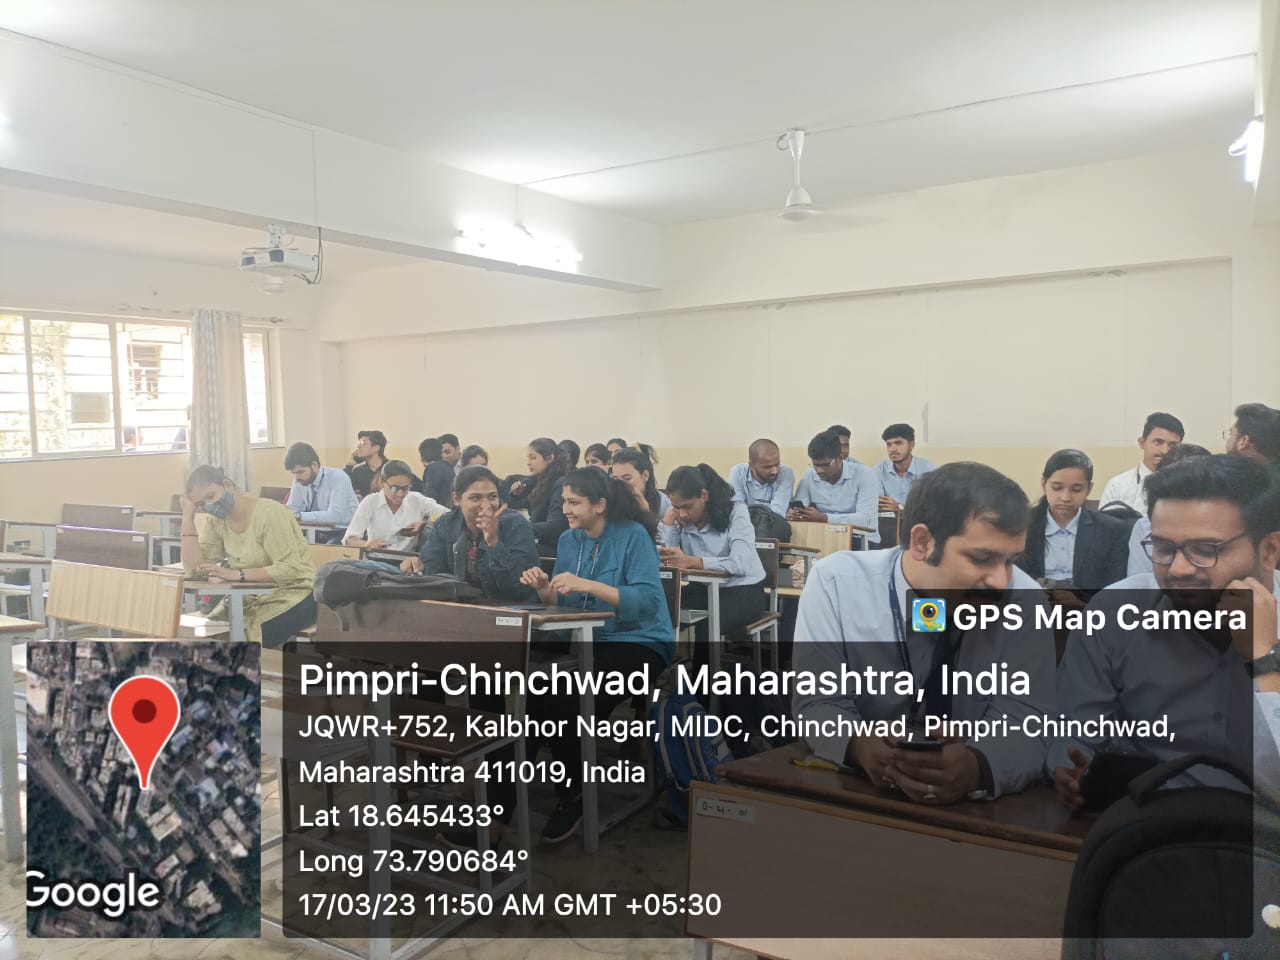 GPS Map Camera
Pimpri-Chinchwad, Maharashtra, India
JQWR+752, Kalbhor Nagar, MIDC, Chinchwad, Pimpri-Chinchwad,
Maharashtra 411019, India
Lat 18.645433°
Long 73.790684°
17/03/23 11:50 AM GMT +05:30
Google